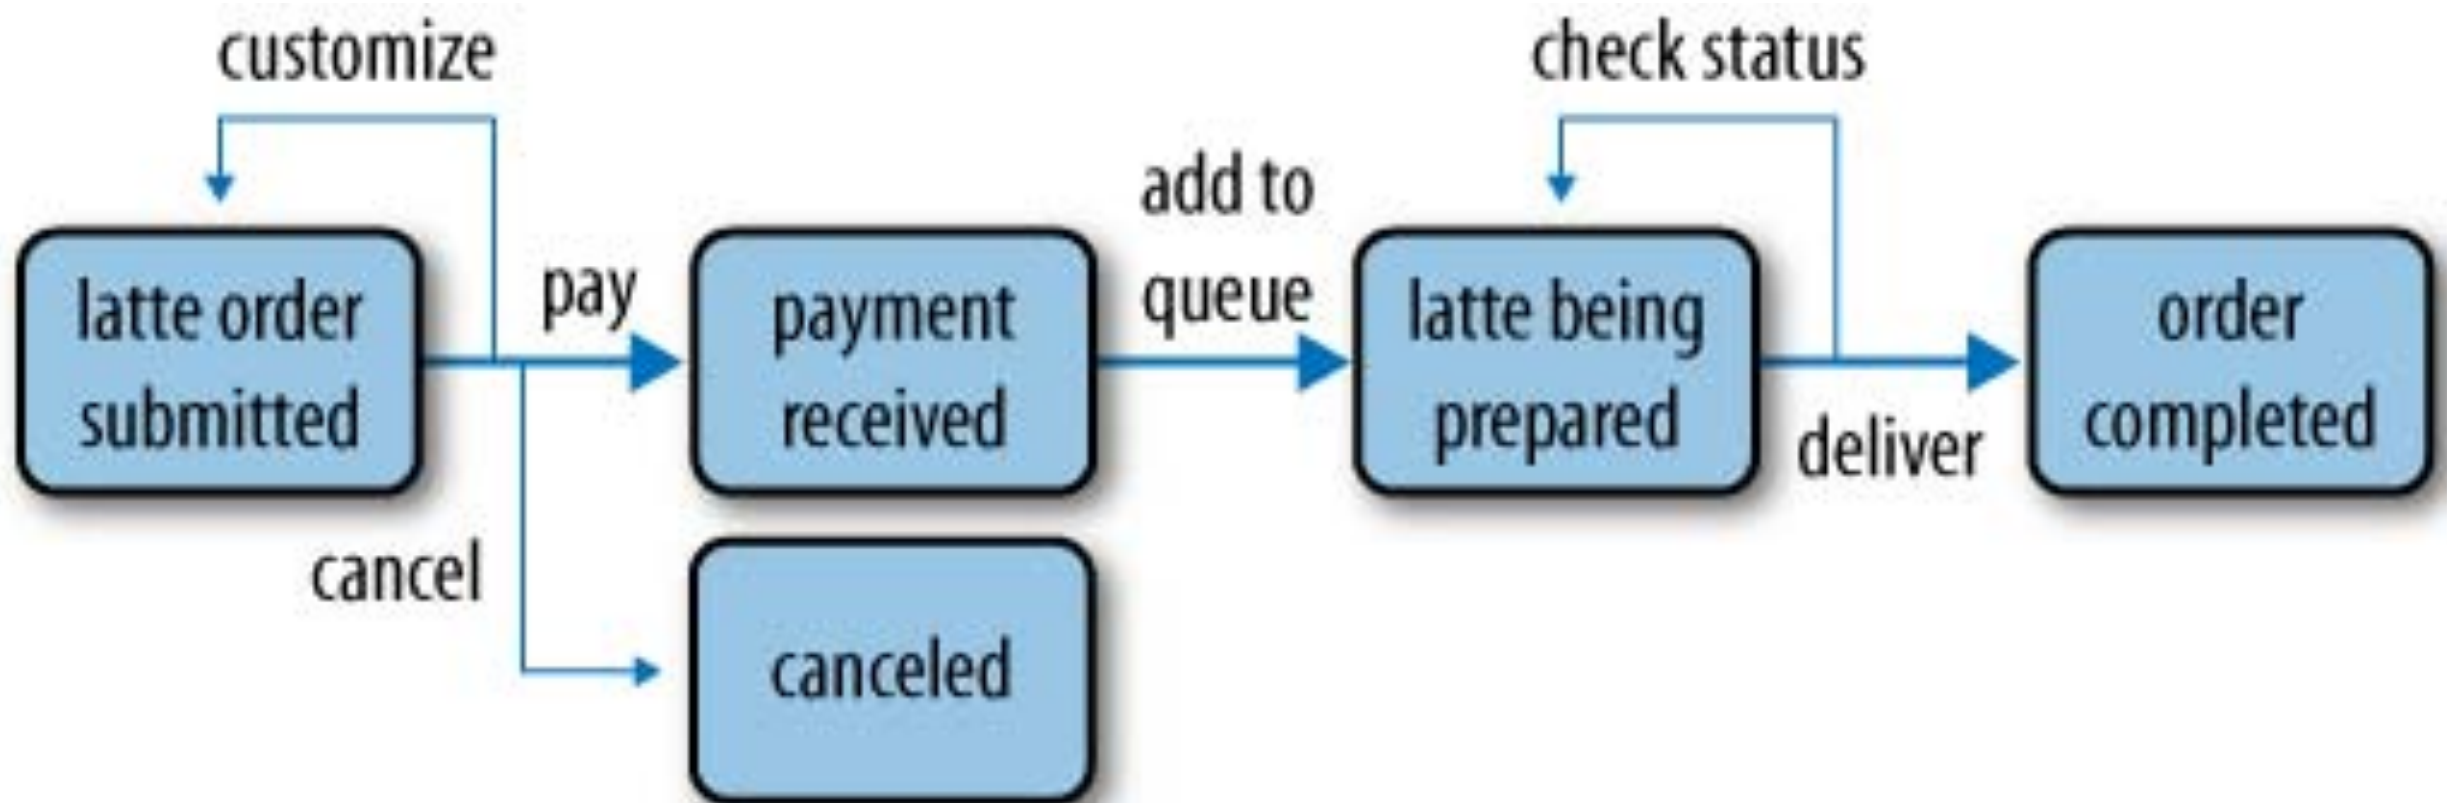 customize
check status
add to
queue
pay
latte order
submitted
payment
received
latte being
prepared
deliver
order
completed
cancel
canceled